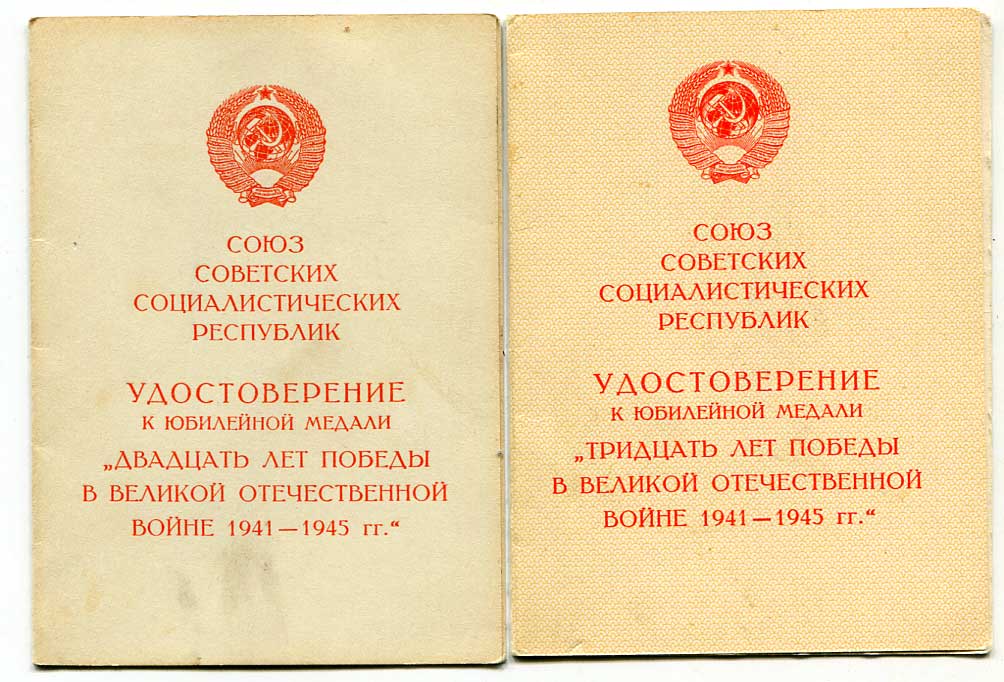 СОЮЗ
СОВЕТСКИХ
СОЦИАЛИСТИЧЕСКИХ
РЕСПУБЛИК
УДОСТОВЕРЕНИЕ
К ЮБИЛЕЙНОЙ МЕДАЛИ
„ДВАДЦАТЬ ЛЕТ ПОБЕДЫ
В ВЕЛИКОЙ ОТЕЧЕСТВЕННОЙ
ВОЙНЕ 1941—1945 гг.“
СОЮЗ
СОВЕТСКИХ
СОЦИАЛИСТИЧЕСКИХ
РЕСПУБЛИК
УДОСТОВЕРЕНИЕ
К ЮБИЛЕЙНОЙ МЕДАЛИ
„ТРИДЦАТЬ ЛЕТ ПОБЕДЫ
В ВЕЛИКОЙ ОТЕЧЕСТВЕННОЙ
ВОЙНЕ 1941—1945 гг.“